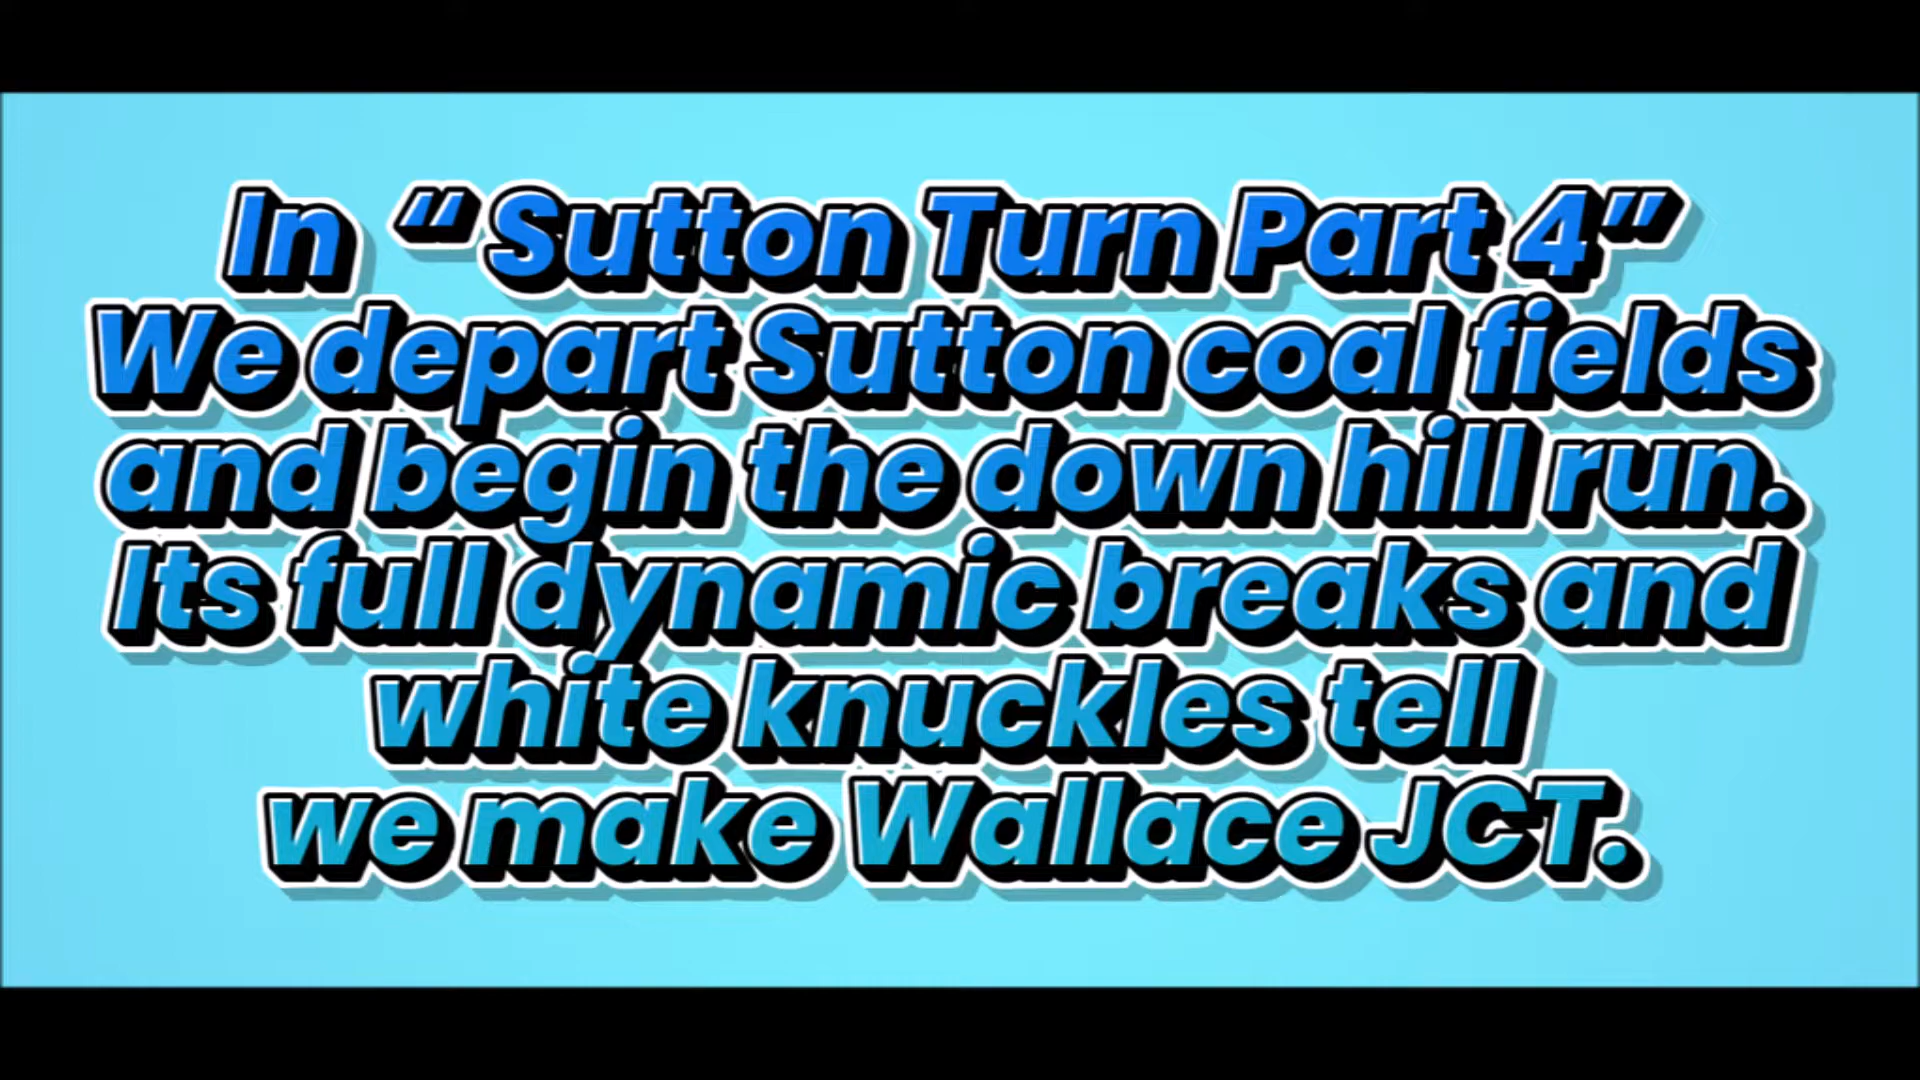 In “Sutton Turn Part 4”
We depart Sutton coal fields
and begin the down hill run.
Its full dynamic breaks and
white knuckles tell
we make Wallace JCT.